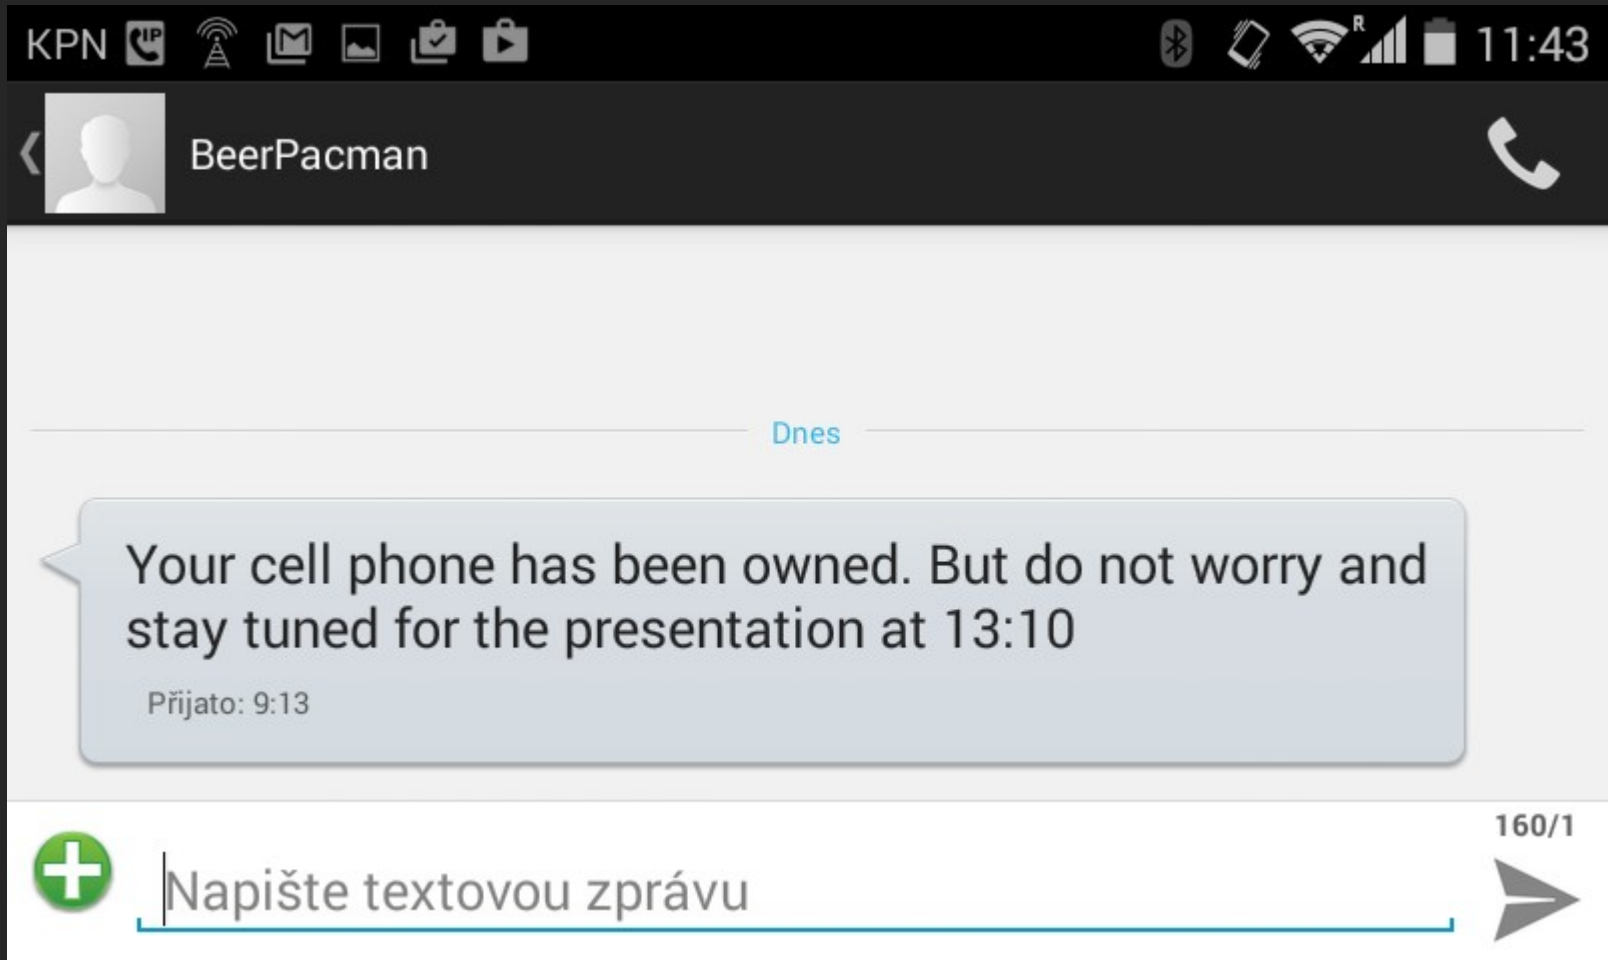 KPN
R
11:43
BeerPacman
Dnes
Your cell phone has been owned. But do not worry and
stay tuned for the presentation at 13:10
Přijato: 9:13
160/1
Napište textovou zprávu